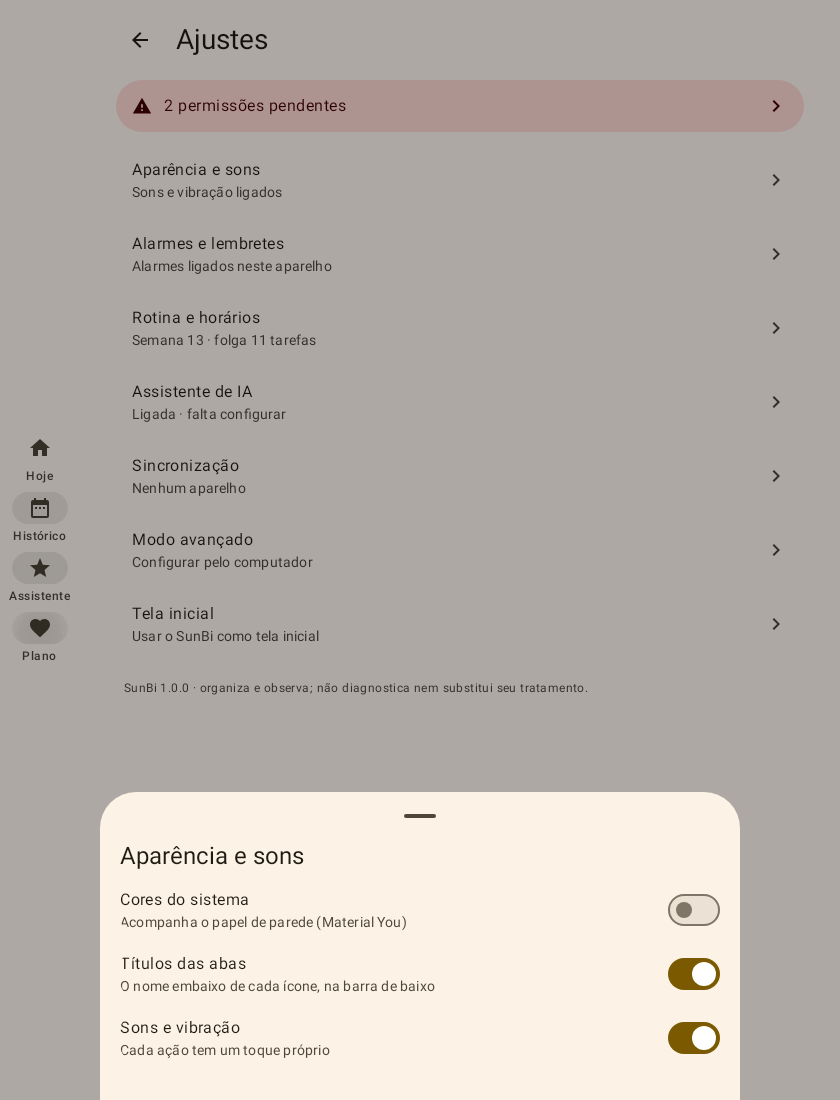 Ajustes
2 permissões pendentes
Aparência e sons
Sons e vibração ligados
Alarmes e lembretes
Alarmes ligados neste aparelho
Rotina e horários
Semana 13 · folga 11 tarefas
Assistente de IA
Ligada · falta configurar
Sincronização
Nenhum aparelho
Modo avançado
Configurar pelo computador
Tela inicial
Usar o SunBi como tela inicial
SunBi 1.0.0 · organiza e observa; não diagnostica nem substitui seu tratamento.
Hoje
Histórico
Assistente
Plano
Aparência e sons
Cores do sistema
Acompanha o papel de parede (Material You)
Títulos das abas
O nome embaixo de cada ícone, na barra de baixo
Sons e vibração
Cada ação tem um toque próprio